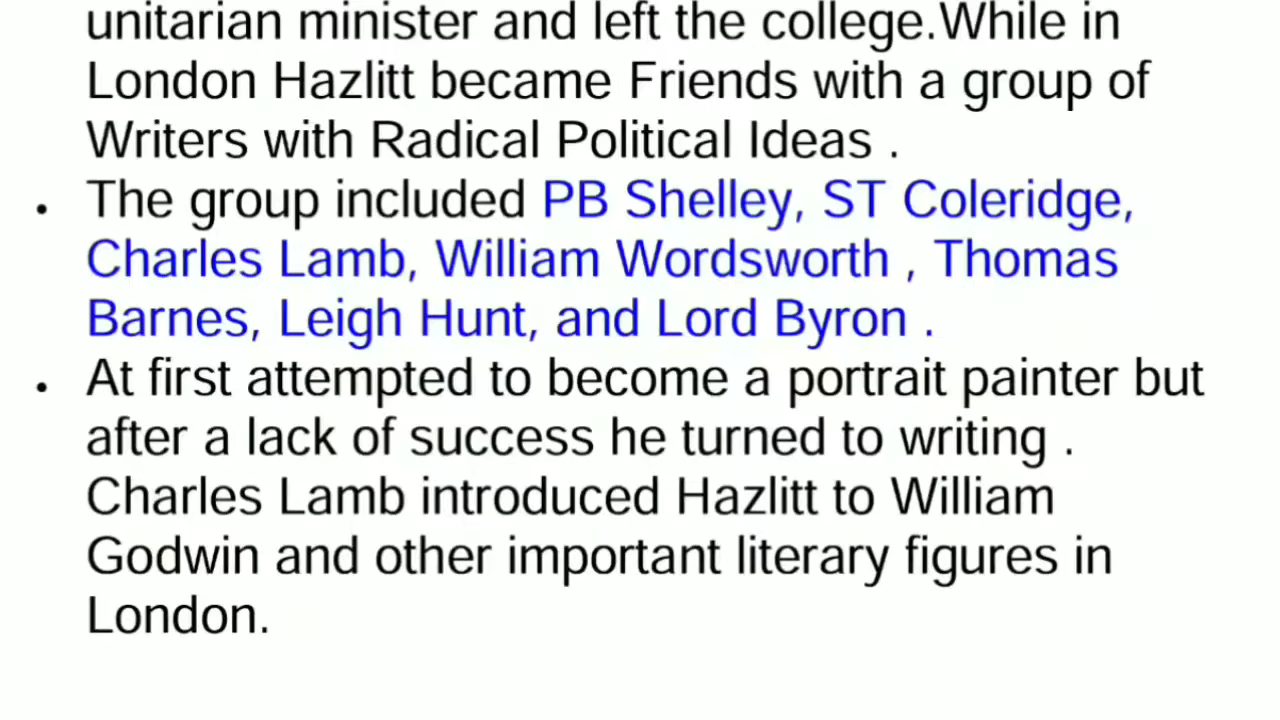 unitarian minister and left the college.While in
London Hazlitt became Friends with a group of
Writers with Radical Political Ideas .
• The group included PB Shelley, ST Coleridge,
Charles Lamb, William Wordsworth , Thomas
Barnes, Leigh Hunt, and Lord Byron .
• At first attempted to become a portrait painter but
after a lack of success he turned to writing .
Charles Lamb introduced Hazlitt to William
Godwin and other important literary figures in
London.